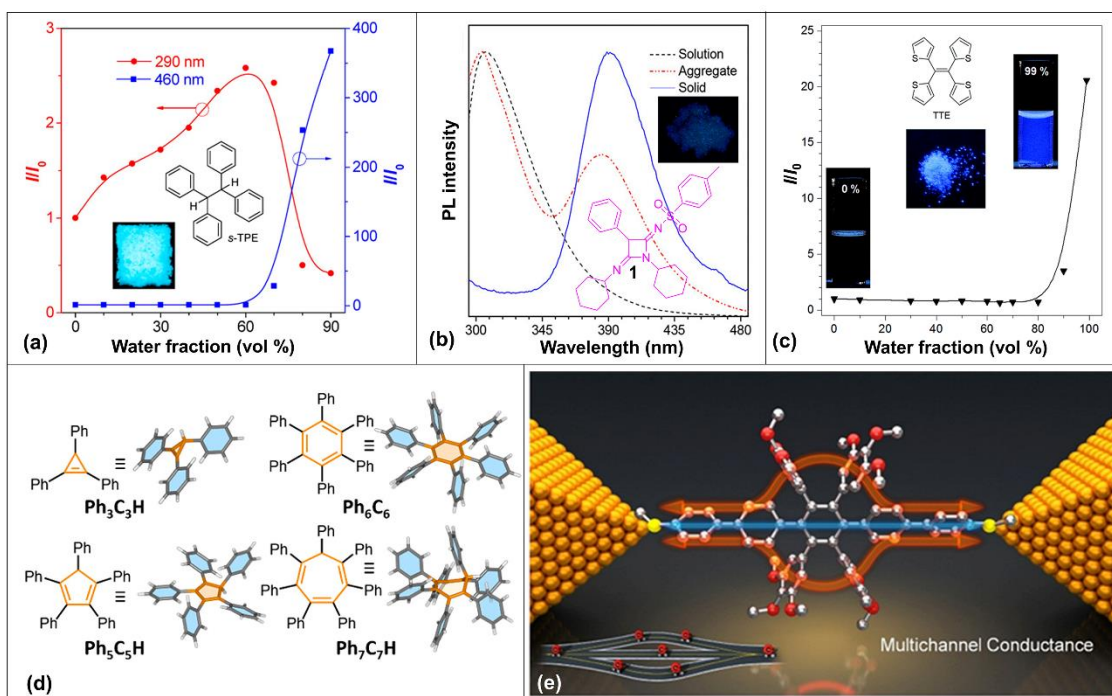 3
2
1
0
I/I0
290 nm
460 nm
400
350
250
200
100
50
0
I/I0
H
H
s-TPE
0
30
60
90
Water fraction (vol %)
(a)
PL intensity
Solution
Aggregate
Solid
O
S
O
N
N
N
1
300
345
390
435
480
Wavelength (nm)
(b)
25
20
15
10
5
0
I/I0
S
S
S
S
TTE
0 %
99 %
0
20
40
60
80
100
Water fraction (vol %)
(c)
Ph
Ph
Ph
≡
Ph3C3H
Ph
Ph
Ph
Ph
Ph
Ph
≡
Ph6C6
Ph
Ph
Ph
Ph
Ph
≡
Ph5C5H
Ph
Ph
Ph
Ph
Ph
Ph
Ph
≡
Ph7C7H
(d)
Multichannel Conductance
(e)